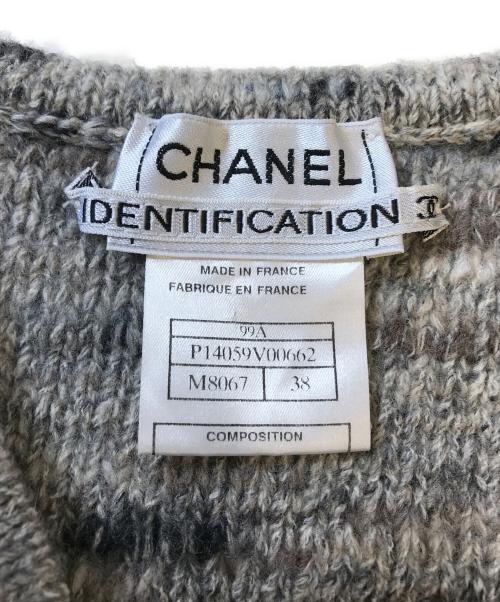 CHANEL
IDENTIFICATION
MADE IN FRANCE
FABRIQUE EN FRANCE
99A
P14059V00662
M8067 38
COMPOSITION